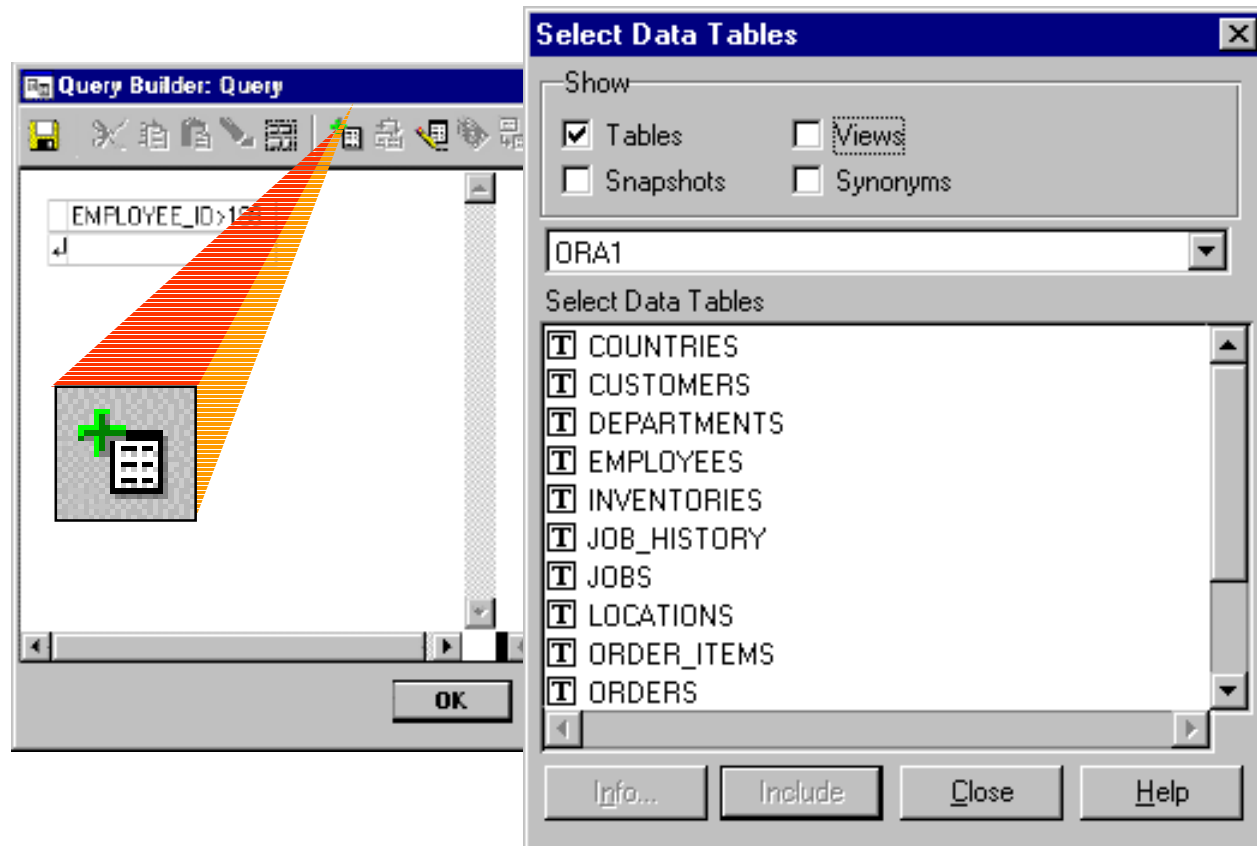 Query Builder: Query
EMPLOYEE_ID>1
OK
Select Data Tables
Show
Tables
Views
Snapshots
Synonyms
ORA1
Select Data Tables
T COUNTRIES
T CUSTOMERS
T DEPARTMENTS
T EMPLOYEES
T INVENTORIES
T JOB_HISTORY
T JOBS
T LOCATIONS
T ORDER_ITEMS
T ORDERS
Info...
Include
Close
Help